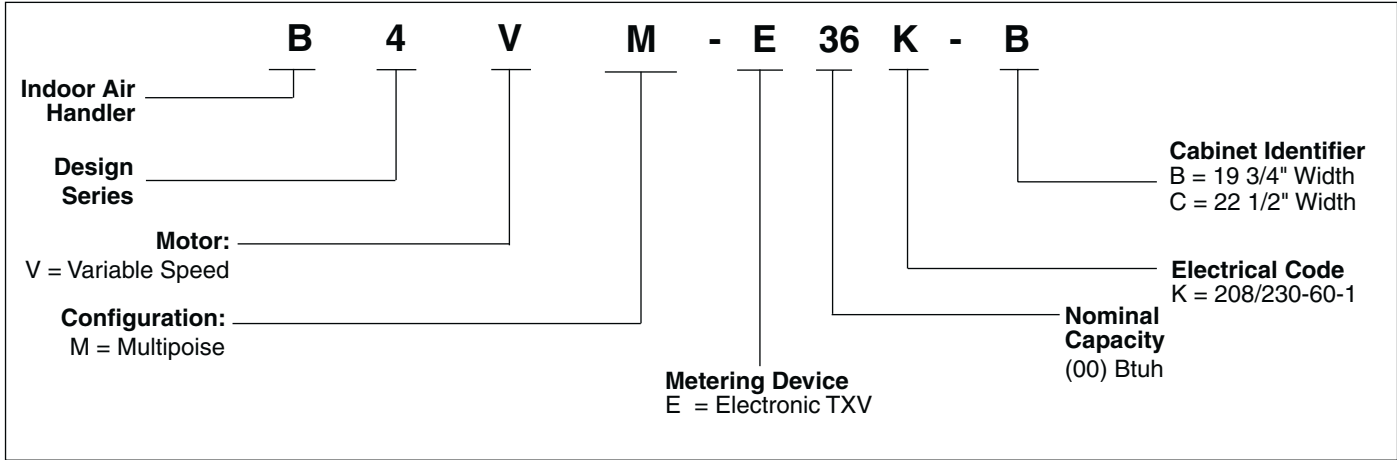 B 4 V M - E 36 K - B
Indoor Air
Handler
Design
Series
Motor:
V = Variable Speed
Configuration:
M = Multipoise
Metering Device
E = Electronic TXV
Nominal
Capacity
(00) Btuh
Electrical Code
K = 208/230-60-1
Cabinet Identifier
B = 19 3/4" Width
C = 22 1/2" Width